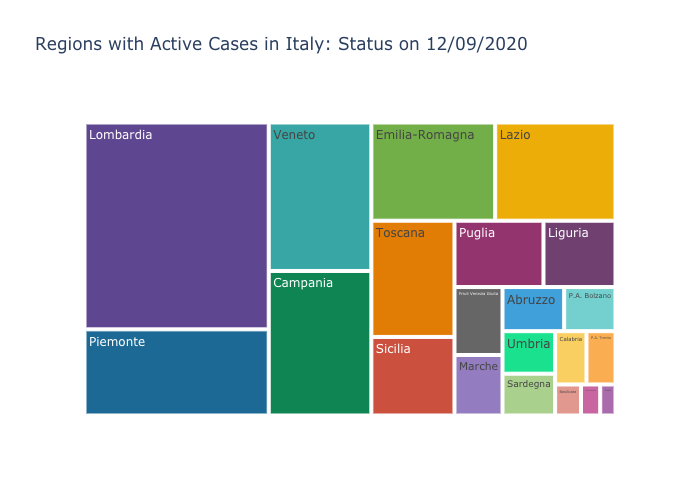 Regions with Active Cases in Italy: Status on 12/09/2020
Lombardia
Veneto
Emilia-Romagna
Lazio
Toscana
Puglia
Liguria
Campania
Friuli Venezia Giulia
Abruzzo
P.A. Bolzano
Piemonte
Sicilia
Marche
Umbria
Calabria
P.A. Trento
Sardegna
Basilicata